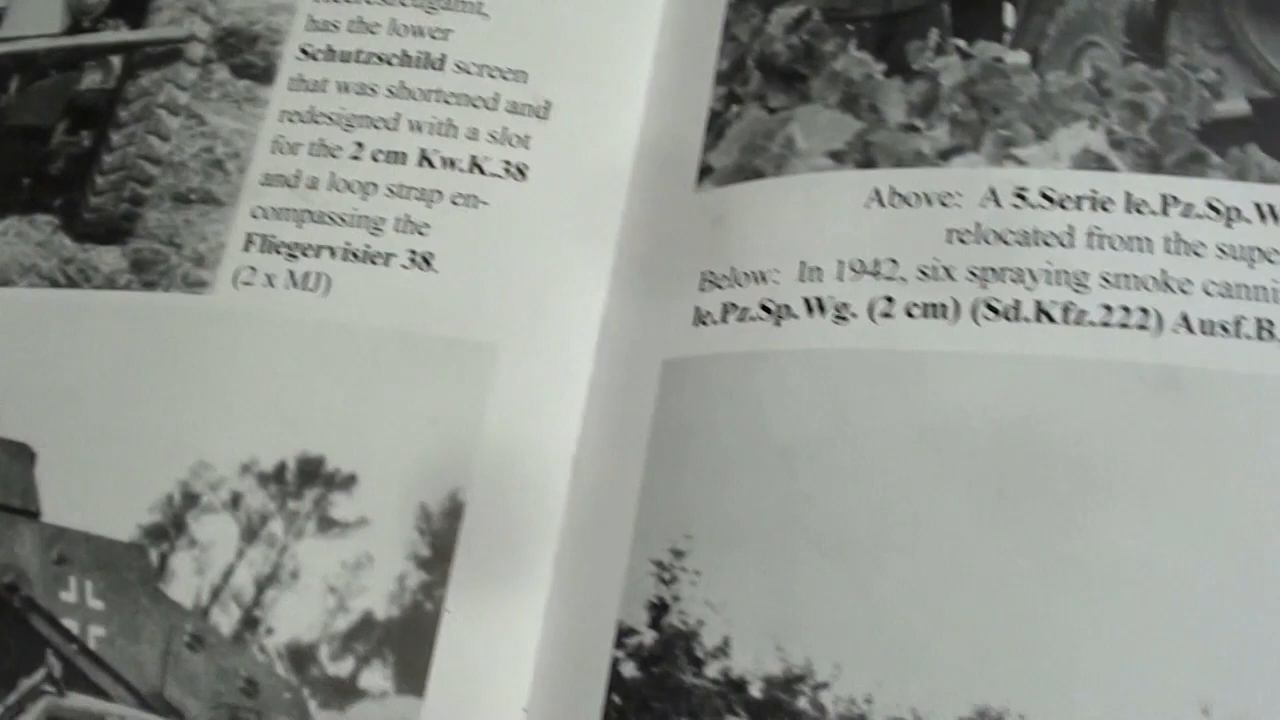 has the lower
Schutzschild screen
that was shortened and
redesigned with a slot
for the 2 cm Kw.K.38
and a loop strap en-
compassing the
Fliegervisier 38.
(2 x MJ)
Above: A 5.Serie le.Pz.Sp.W
relocated from the supe
Below: In 1942, six spraying smoke canni
le.Pz.Sp.Wg. (2 cm) (Sd.Kfz.222) Ausf.B.